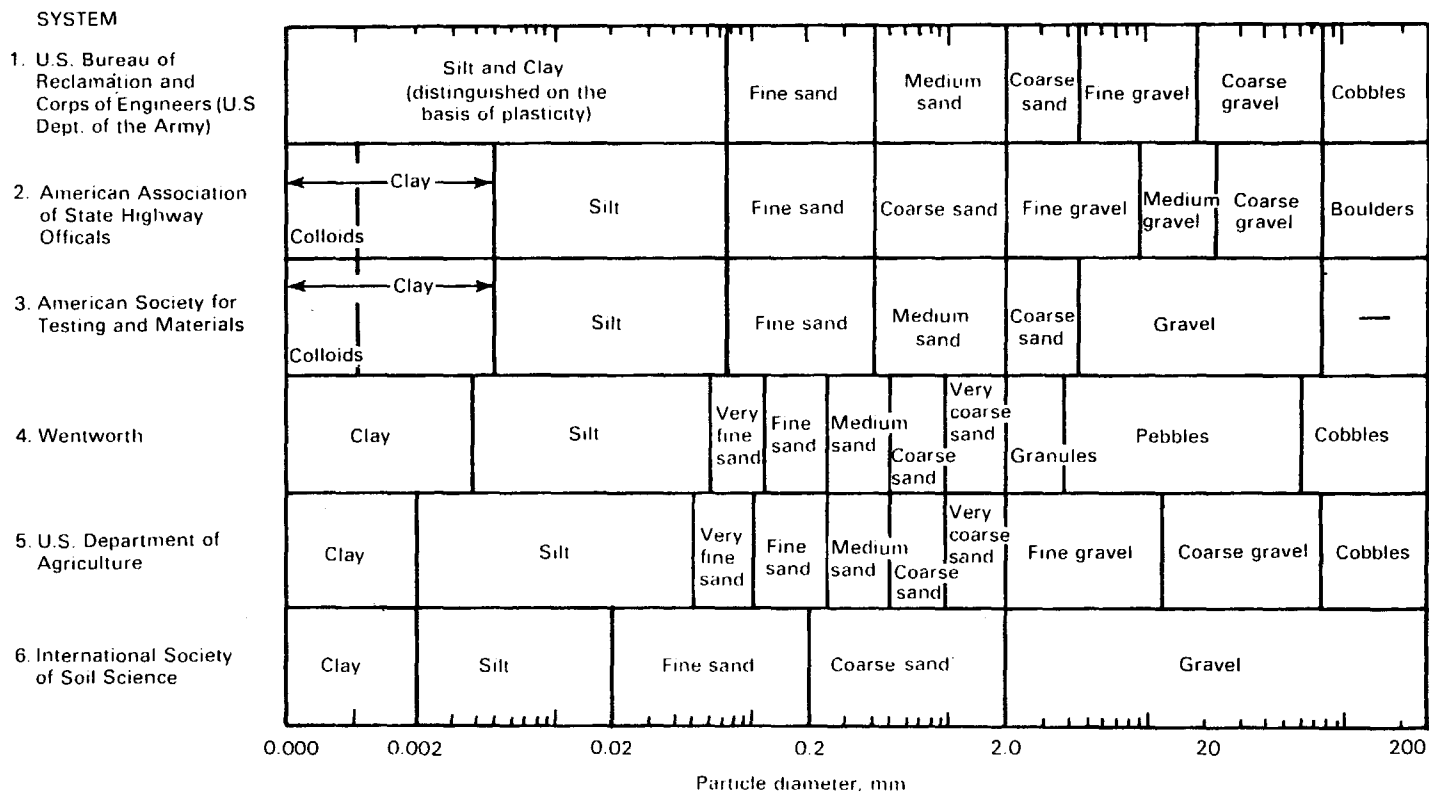 SYSTEM
1. U.S. Bureau of
Reclamation and
Corps of Engineers (U.S
Dept. of the Army)
Silt and Clay
(distinguished on the
basis of plasticity)
Fine sand
Medium
sand
Coarse
sand
Fine gravel
Coarse
gravel
Cobbles
2. American Association
of State Highway
Officals
Clay
Colloids
Silt
Fine sand
Coarse sand
Fine gravel
Medium
gravel
Coarse
gravel
Boulders
3. American Society for
Testing and Materials
Clay
Colloids
Silt
Fine sand
Medium
sand
Coarse
sand
Gravel
—
4. Wentworth
Clay
Silt
Very
fine
sand
Fine
sand
Medium
sand
Coarse
sand
Very
coarse
sand
Granules
Pebbles
Cobbles
5. U.S. Department of
Agriculture
Clay
Silt
Very
fine
sand
Fine
sand
Medium
sand
Coarse
sand
Very
coarse
sand
Fine gravel
Coarse gravel
Cobbles
6. International Society
of Soil Science
Clay
Silt
Fine sand
Coarse sand
Gravel
0.000 0.002 0.02 0.2 2.0 20 200
Particle diameter, mm